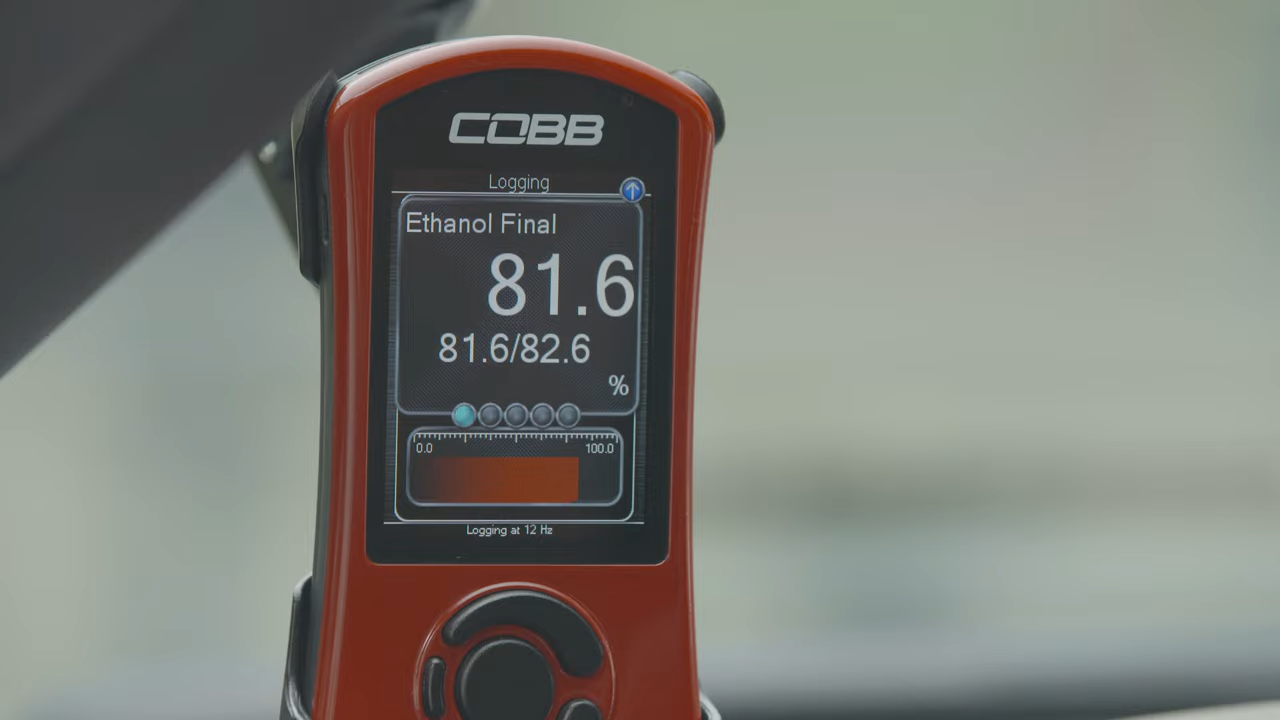 COBB
Logging
Ethanol Final
81.6
81.6/82.6
%
0.0 100.0
Logging at 12 Hz